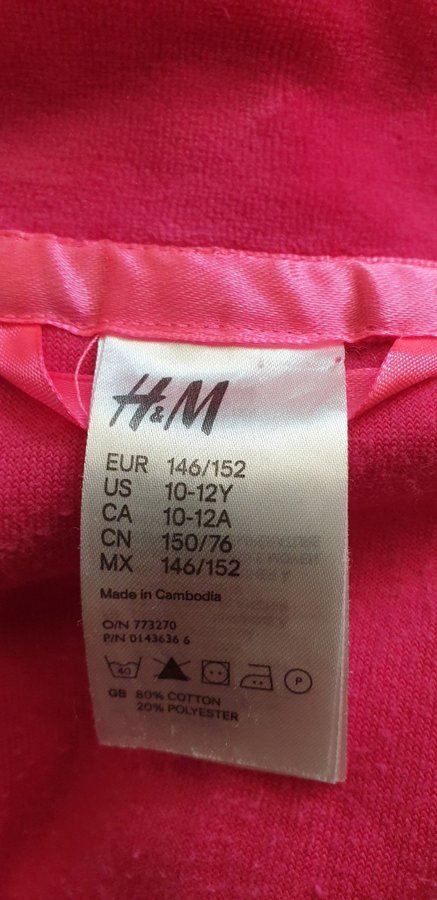 H&M
EUR 146/152
US 10-12Y
CA 10-12A
CN 150/76
MX 146/152
Made in Cambodia
O/N 773270
P/N 0143636 6
40 P
GB 80% COTTON
20% POLYESTER